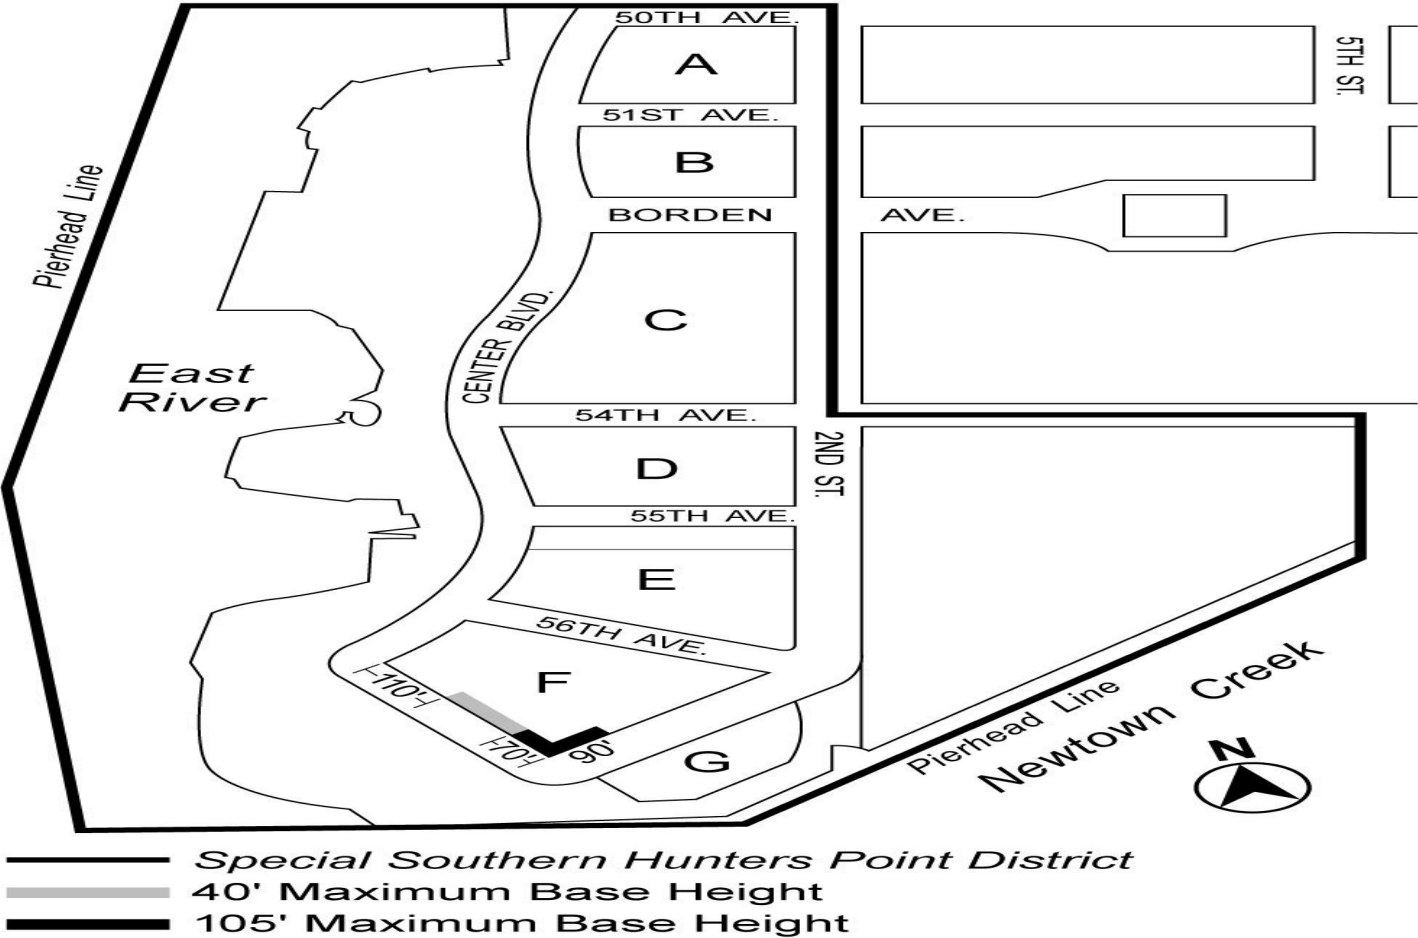 50TH AVE.
A
5TH ST.
51ST AVE.
B
Pierhead Line
BORDEN AVE.
CENTER BLVD.
C
East
River
54TH AVE.
2ND ST.
D
55TH AVE.
E
56TH AVE.
F
110'
70'
90'
G
Pierhead Line
Newtown Creek
N
Special Southern Hunters Point District
40' Maximum Base Height
105' Maximum Base Height